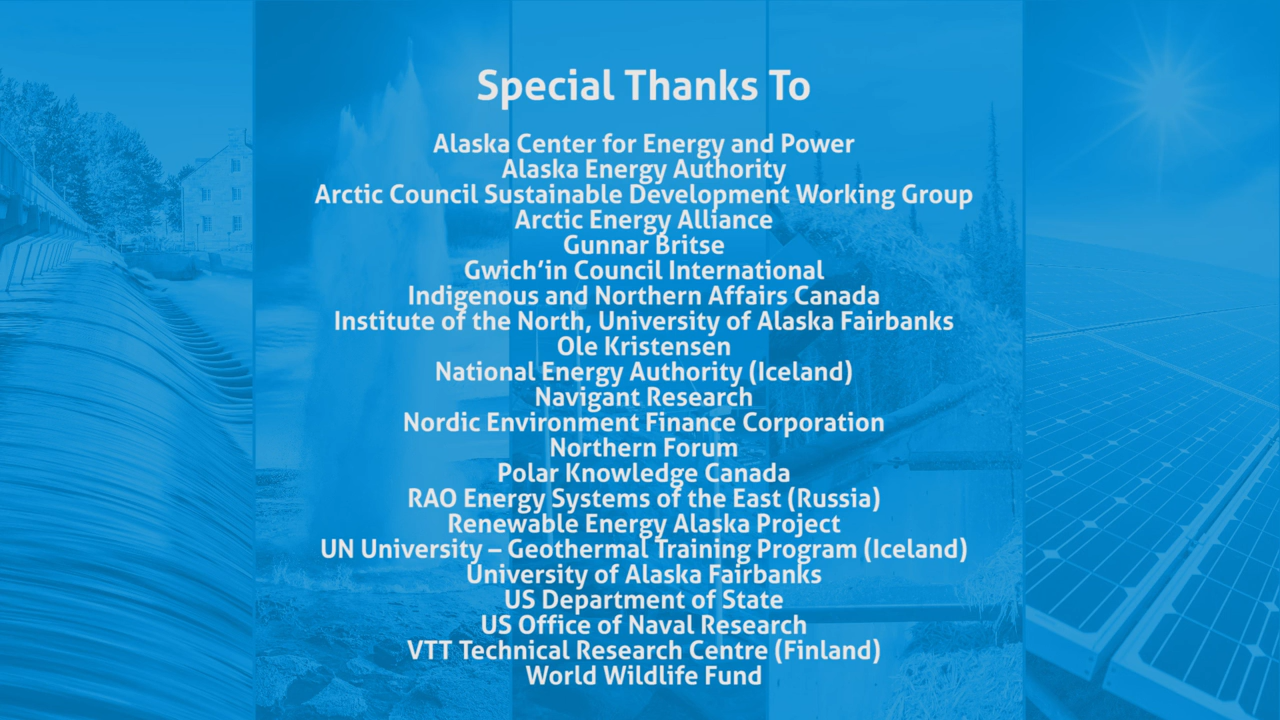 Special Thanks To
Alaska Center for Energy and Power
Alaska Energy Authority
Arctic Council Sustainable Development Working Group
Arctic Energy Alliance
Gunnar Britse
Gwich’in Council International
Indigenous and Northern Affairs Canada
Institute of the North, University of Alaska Fairbanks
Ole Kristensen
National Energy Authority (Iceland)
Navigant Research
Nordic Environment Finance Corporation
Northern Forum
Polar Knowledge Canada
RAO Energy Systems of the East (Russia)
Renewable Energy Alaska Project
UN University – Geothermal Training Program (Iceland)
University of Alaska Fairbanks
US Department of State
US Office of Naval Research
VTT Technical Research Centre (Finland)
World Wildlife Fund